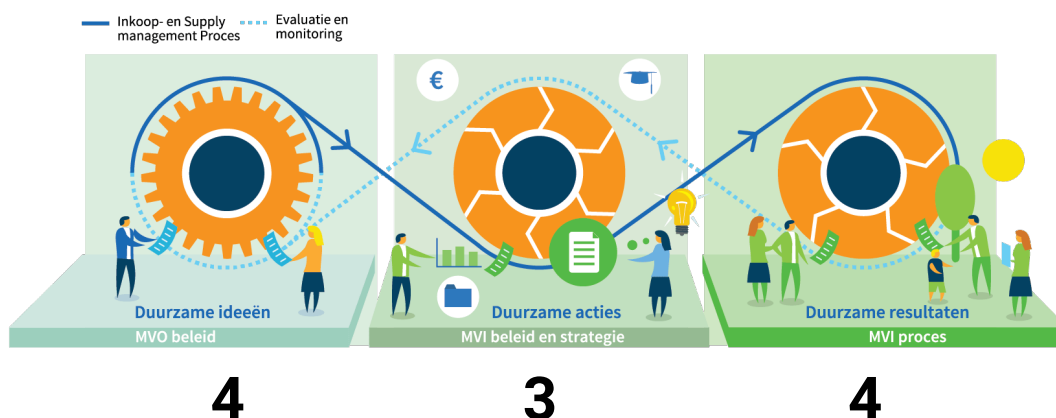 Inkoop- en Supply
management Proces
Evaluatie en
monitoring
€
Duurzame ideeën
MVO beleid
Duurzame acties
MVI beleid en strategie
Duurzame resultaten
MVI proces
4
3
4